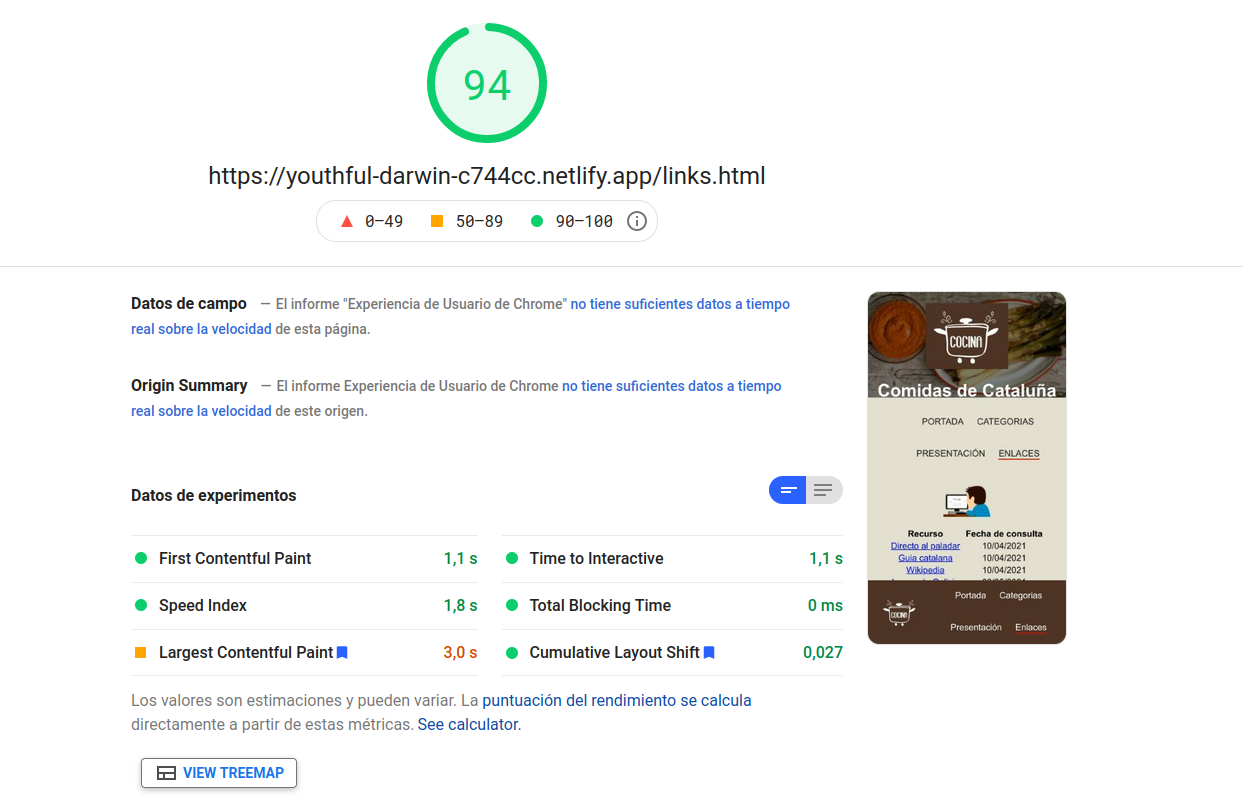 94
https://youthful-darwin-c744cc.netlify.app/links.html
0–49 50–89 90–100
Datos de campo — El informe "Experiencia de Usuario de Chrome" no tiene suficientes datos a tiempo
real sobre la velocidad de esta página.
Origin Summary — El informe Experiencia de Usuario de Chrome no tiene suficientes datos a tiempo
real sobre la velocidad de este origen.
Datos de experimentos
First Contentful Paint 1,1 s
Time to Interactive 1,1 s
Speed Index 1,8 s
Total Blocking Time 0 ms
Largest Contentful Paint 3,0 s
Cumulative Layout Shift 0,027
Los valores son estimaciones y pueden variar. La puntuación del rendimiento se calcula
directamente a partir de estas métricas. See calculator.
VIEW TREEMAP
COCINA
Comidas de Cataluña
PORTADA CATEGORIAS
PRESENTACIÓN ENLACES
Recurso Fecha de consulta
Directo al paladar 10/04/2021
Guia catalana 10/04/2021
Wikipedia 10/04/2021
COCINA
Portada Categorias
Presentación Enlaces